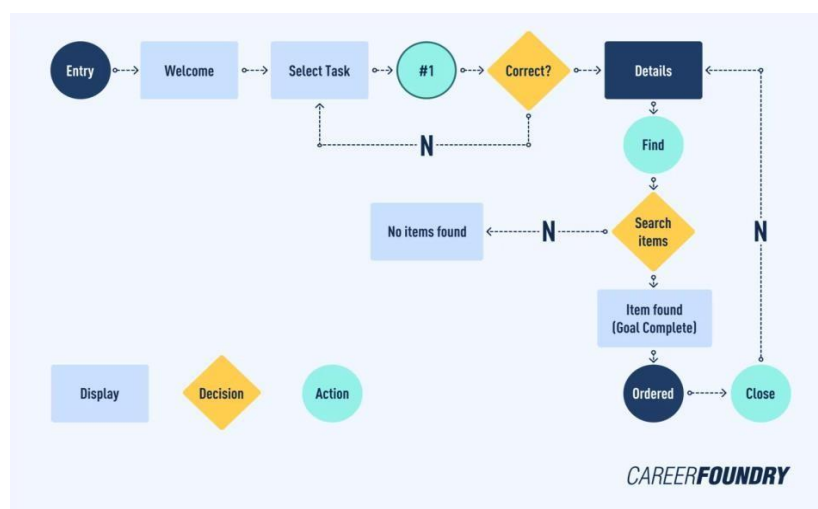 Entry
Welcome
Select Task
#1
Correct?
Details
N
Find
No items found
N
Search
items
N
Item found
(Goal Complete)
Display
Decision
Action
Ordered
Close
CAREERFOUNDRY